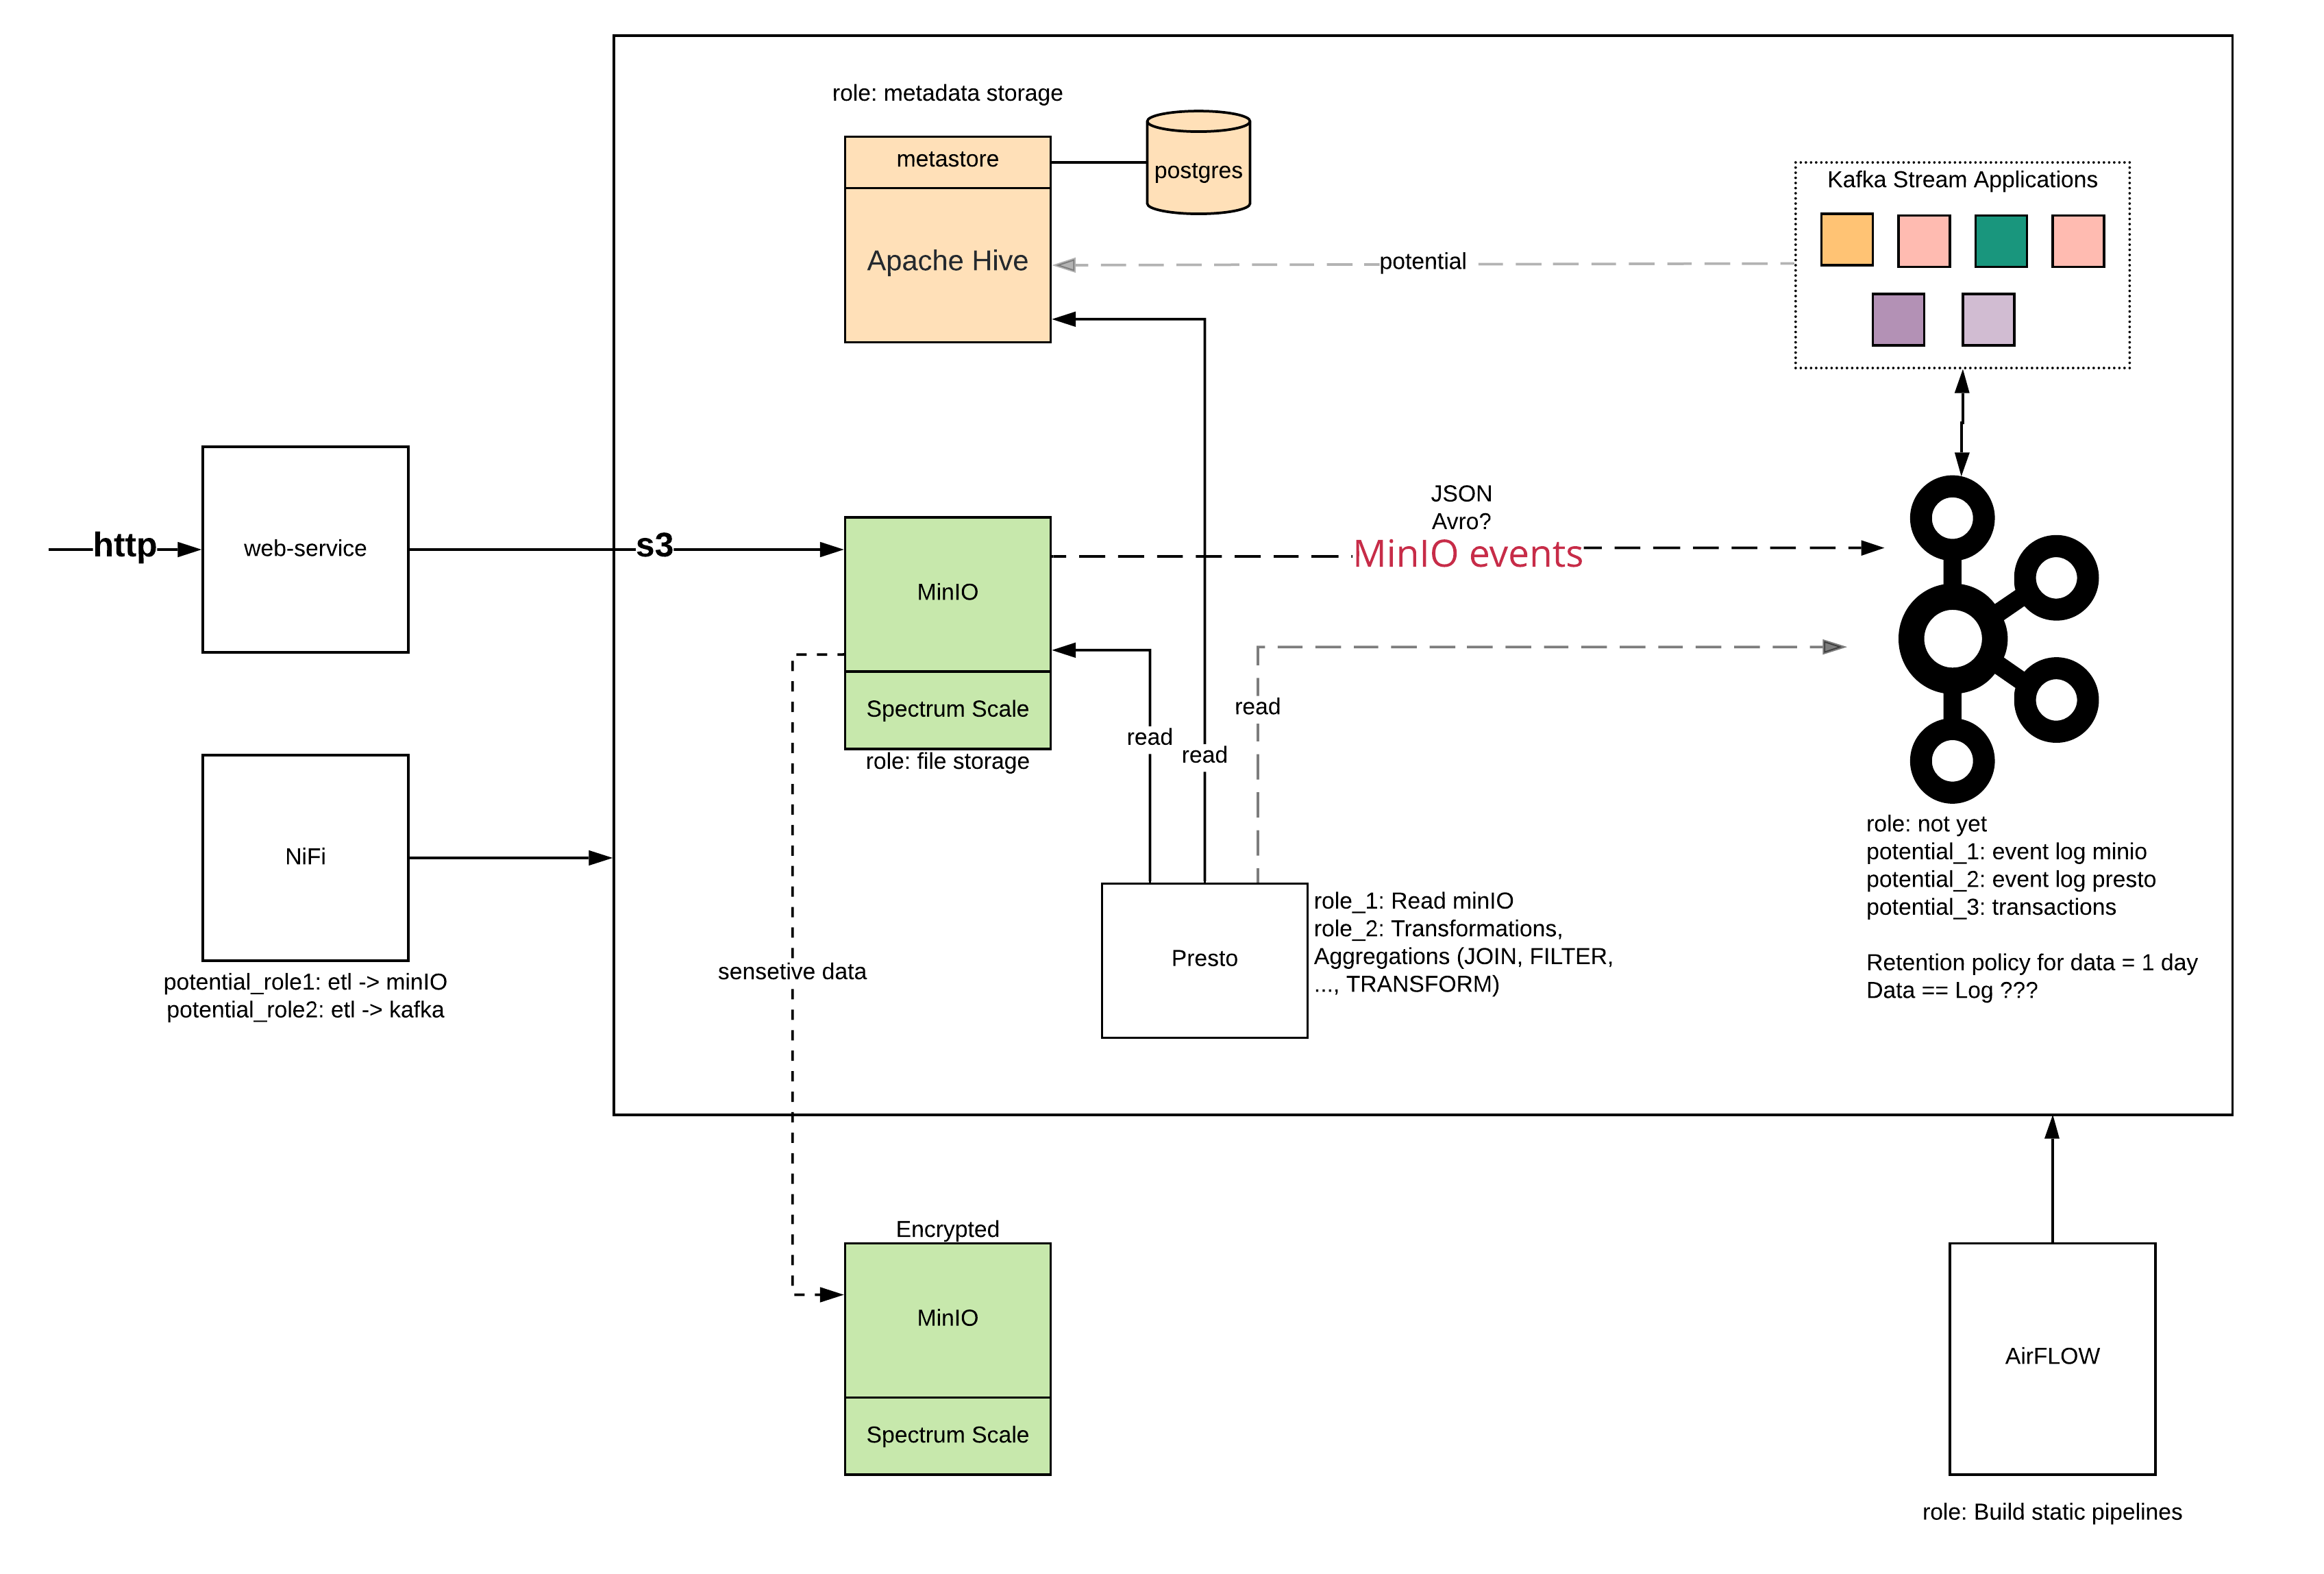 role: metadata storage
metastore
postgres
Apache Hive
Kafka Stream Applications
potential
http
web-service
s3
MinIO
Spectrum Scale
role: file storage
JSON
Avro?
MinIO events
read
read
read
NiFi
potential_role1: etl -> minIO
potential_role2: etl -> kafka
sensetive data
Presto
role_1: Read minIO
role_2: Transformations,
Aggregations (JOIN, FILTER,
..., TRANSFORM)
role: not yet
potential_1: event log minio
potential_2: event log presto
potential_3: transactions
Retention policy for data = 1 day
Data == Log ???
Encrypted
MinIO
Spectrum Scale
AirFLOW
role: Build static pipelines